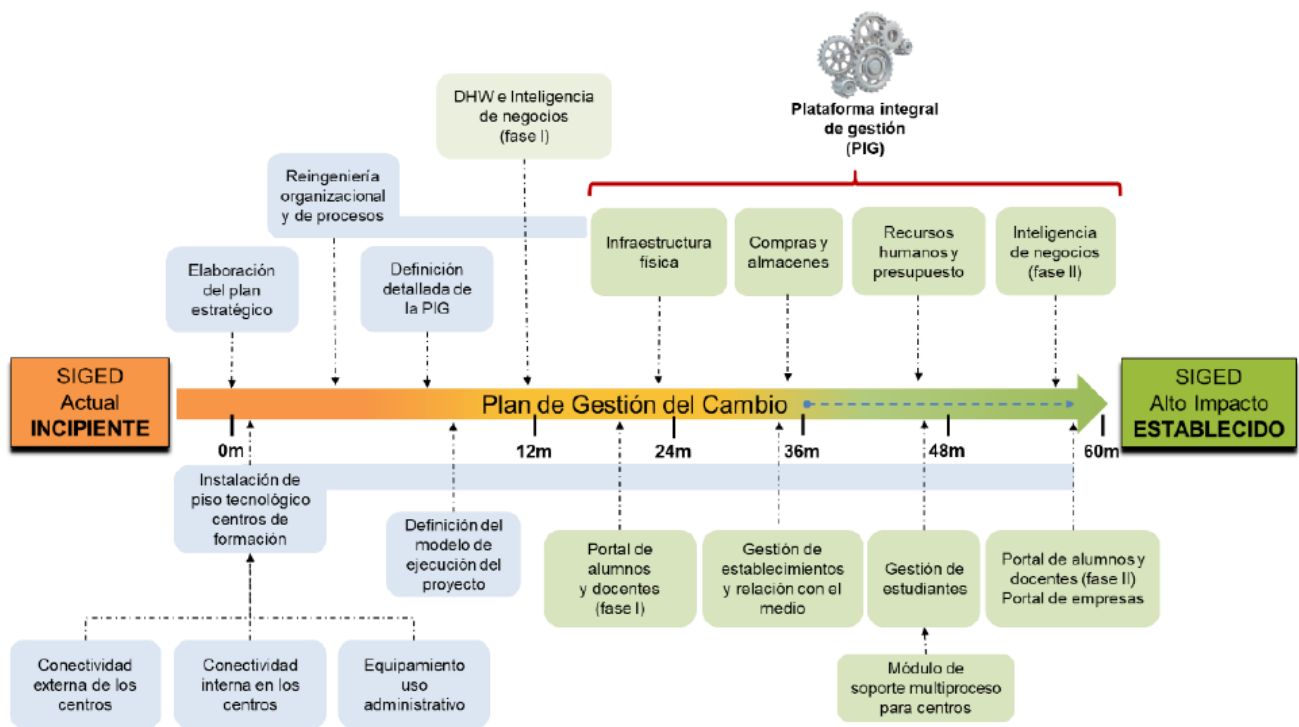 DHW e Inteligencia
de negocios
(fase I)
Plataforma integral
de gestión
(PIG)
Reingeniería
organizacional
y de procesos
Elaboración
del plan
estratégico
Definición
detallada de
la PIG
Infraestructura
física
Compras y
almacenes
Recursos
humanos y
presupuesto
Inteligencia
de negocios
(fase II)
SIGED
Actual
INCIPIENTE
Plan de Gestión del Cambio
SIGED
Alto Impacto
ESTABLECIDO
0m
12m
24m
36m
48m
60m
Instalación de
piso tecnológico
centros de
formación
Definición del
modelo de
ejecución del
proyecto
Portal de
alumnos
y docentes
(fase I)
Gestión de
establecimientos
y relación con el
medio
Gestión de
estudiantes
Portal de alumnos y
docentes (fase II)
Portal de empresas
Conectividad
externa de los
centros
Conectividad
interna en los
centros
Equipamiento
uso
administrativo
Módulo de
soporte multiproceso
para centros